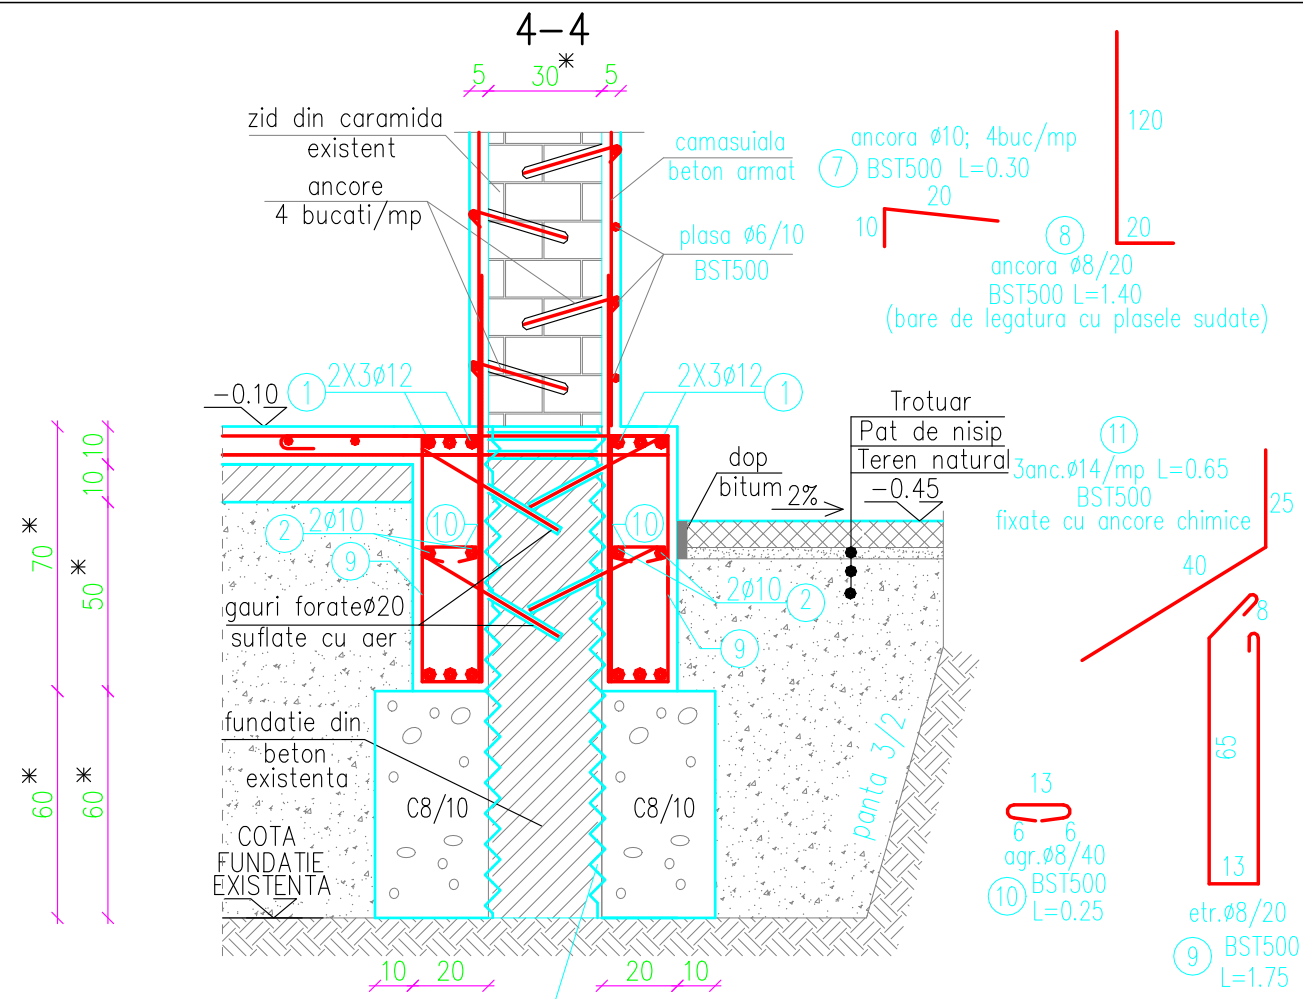 4-4
*
5 30 5
zid din caramida
existent
ancore
4 bucati/mp
camasuiala
beton armat
plasa ø6/10
BST500
ancora ø10; 4buc/mp
7 BST500 L=0.30
20
10
120
20
8
ancora ø8/20
BST500 L=1.40
(bare de legatura cu plasele sudate)
-0.10
1 2X3ø12
2X3ø12 1
Trotuar
Pat de nisip
Teren natural
-0.45
dop
bitum
2%
11
3anc.ø14/mp L=0.65
BST500
fixate cu ancore chimice
25
40
10
10
* 70
* 50
* 60
* 60
2 2ø10
10
10
9
2ø10 2
9
gauri forateø20
suflate cu aer
fundatie din
beton
existenta
C8/10
C8/10
panta 3/2
COTA
FUNDATIE
EXISTENTA
10 20
20 10
13
6 6
agr.ø8/40
10 BST500
L=0.25
8
65
13
etr.ø8/20
9 BST500
L=1.75